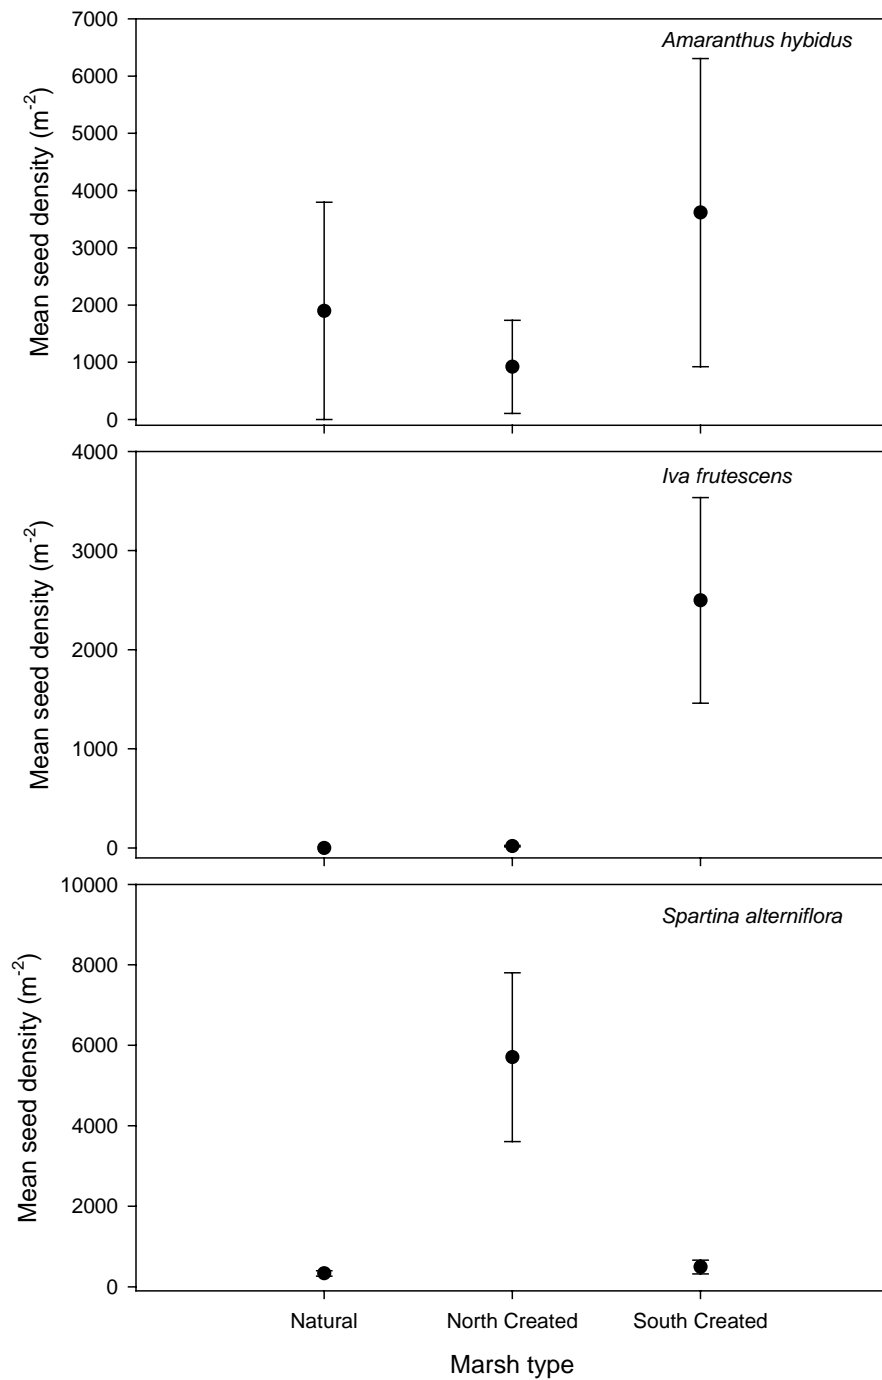 Amaranthus hybidus
Mean seed density (m-2)
7000
6000
5000
4000
3000
2000
1000
0
Iva frutescens
Mean seed density (m-2)
4000
3000
2000
1000
0
Spartina alterniflora
Mean seed density (m-2)
10000
8000
6000
4000
2000
0
Natural North Created South Created
Marsh type